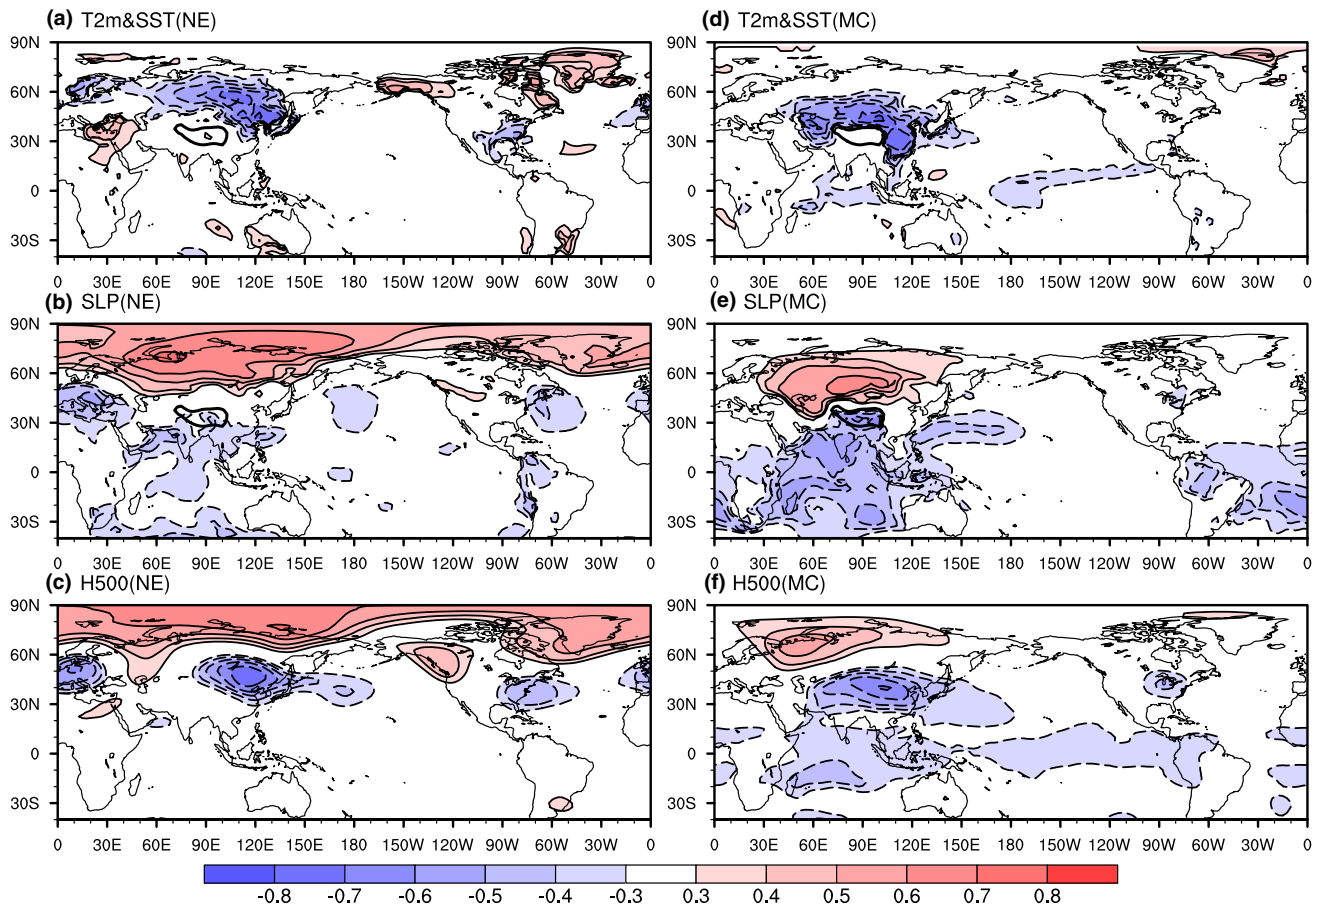 (a) T2m&SST(NE)
90N
60N
30N
0
30S
0 30E 60E 90E 120E 150E 180 150W 120W 90W 60W 30W 0
(b) SLP(NE)
90N
60N
30N
0
30S
0 30E 60E 90E 120E 150E 180 150W 120W 90W 60W 30W 0
(c) H500(NE)
90N
60N
30N
0
30S
0 30E 60E 90E 120E 150E 180 150W 120W 90W 60W 30W 0
(d) T2m&SST(MC)
90N
60N
30N
0
30S
0 30E 60E 90E 120E 150E 180 150W 120W 90W 60W 30W 0
(e) SLP(MC)
90N
60N
30N
0
30S
0 30E 60E 90E 120E 150E 180 150W 120W 90W 60W 30W 0
(f) H500(MC)
90N
60N
30N
0
30S
0 30E 60E 90E 120E 150E 180 150W 120W 90W 60W 30W 0
-0.8 -0.7 -0.6 -0.5 -0.4 -0.3 0.3 0.4 0.5 0.6 0.7 0.8